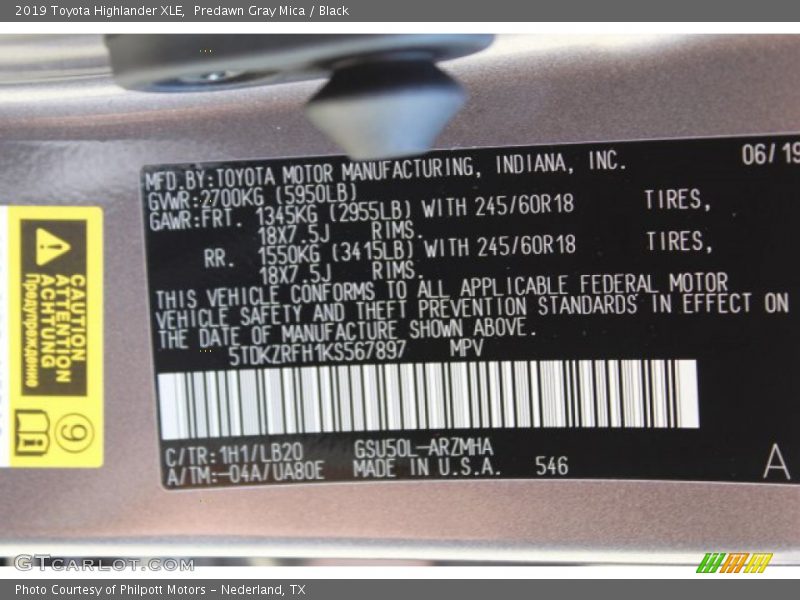 2019 Toyota Highlander XLE,  Predawn Gray Mica / Black
06/19
MFD.BY:TOYOTA MOTOR MANUFACTURING, INDIANA, INC.
GVWR:2700KG (5950LB)
GAWR:FRT. 1345KG (2955LB) WITH 245/60R18 TIRES,
18X7.5J RIMS.
RR. 1550KG (3415LB) WITH 245/60R18 TIRES,
18X7.5J RIMS.
THIS VEHICLE CONFORMS TO ALL APPLICABLE FEDERAL MOTOR
VEHICLE SAFETY AND THEFT PREVENTION STANDARDS IN EFFECT ON
THE DATE OF MANUFACTURE SHOWN ABOVE.
5TDKZRFH1KS567897 MPV
C/TR:1H1/LB20 GSU50L-ARZMHA
A/TM:-04A/UA80E MADE IN U.S.A. 546
A
CAUTION
ATTENTION
ACHTUNG
Предупреждение
9
GTcarlot.com
Photo Courtesy of Philpott Motors - Nederland, TX